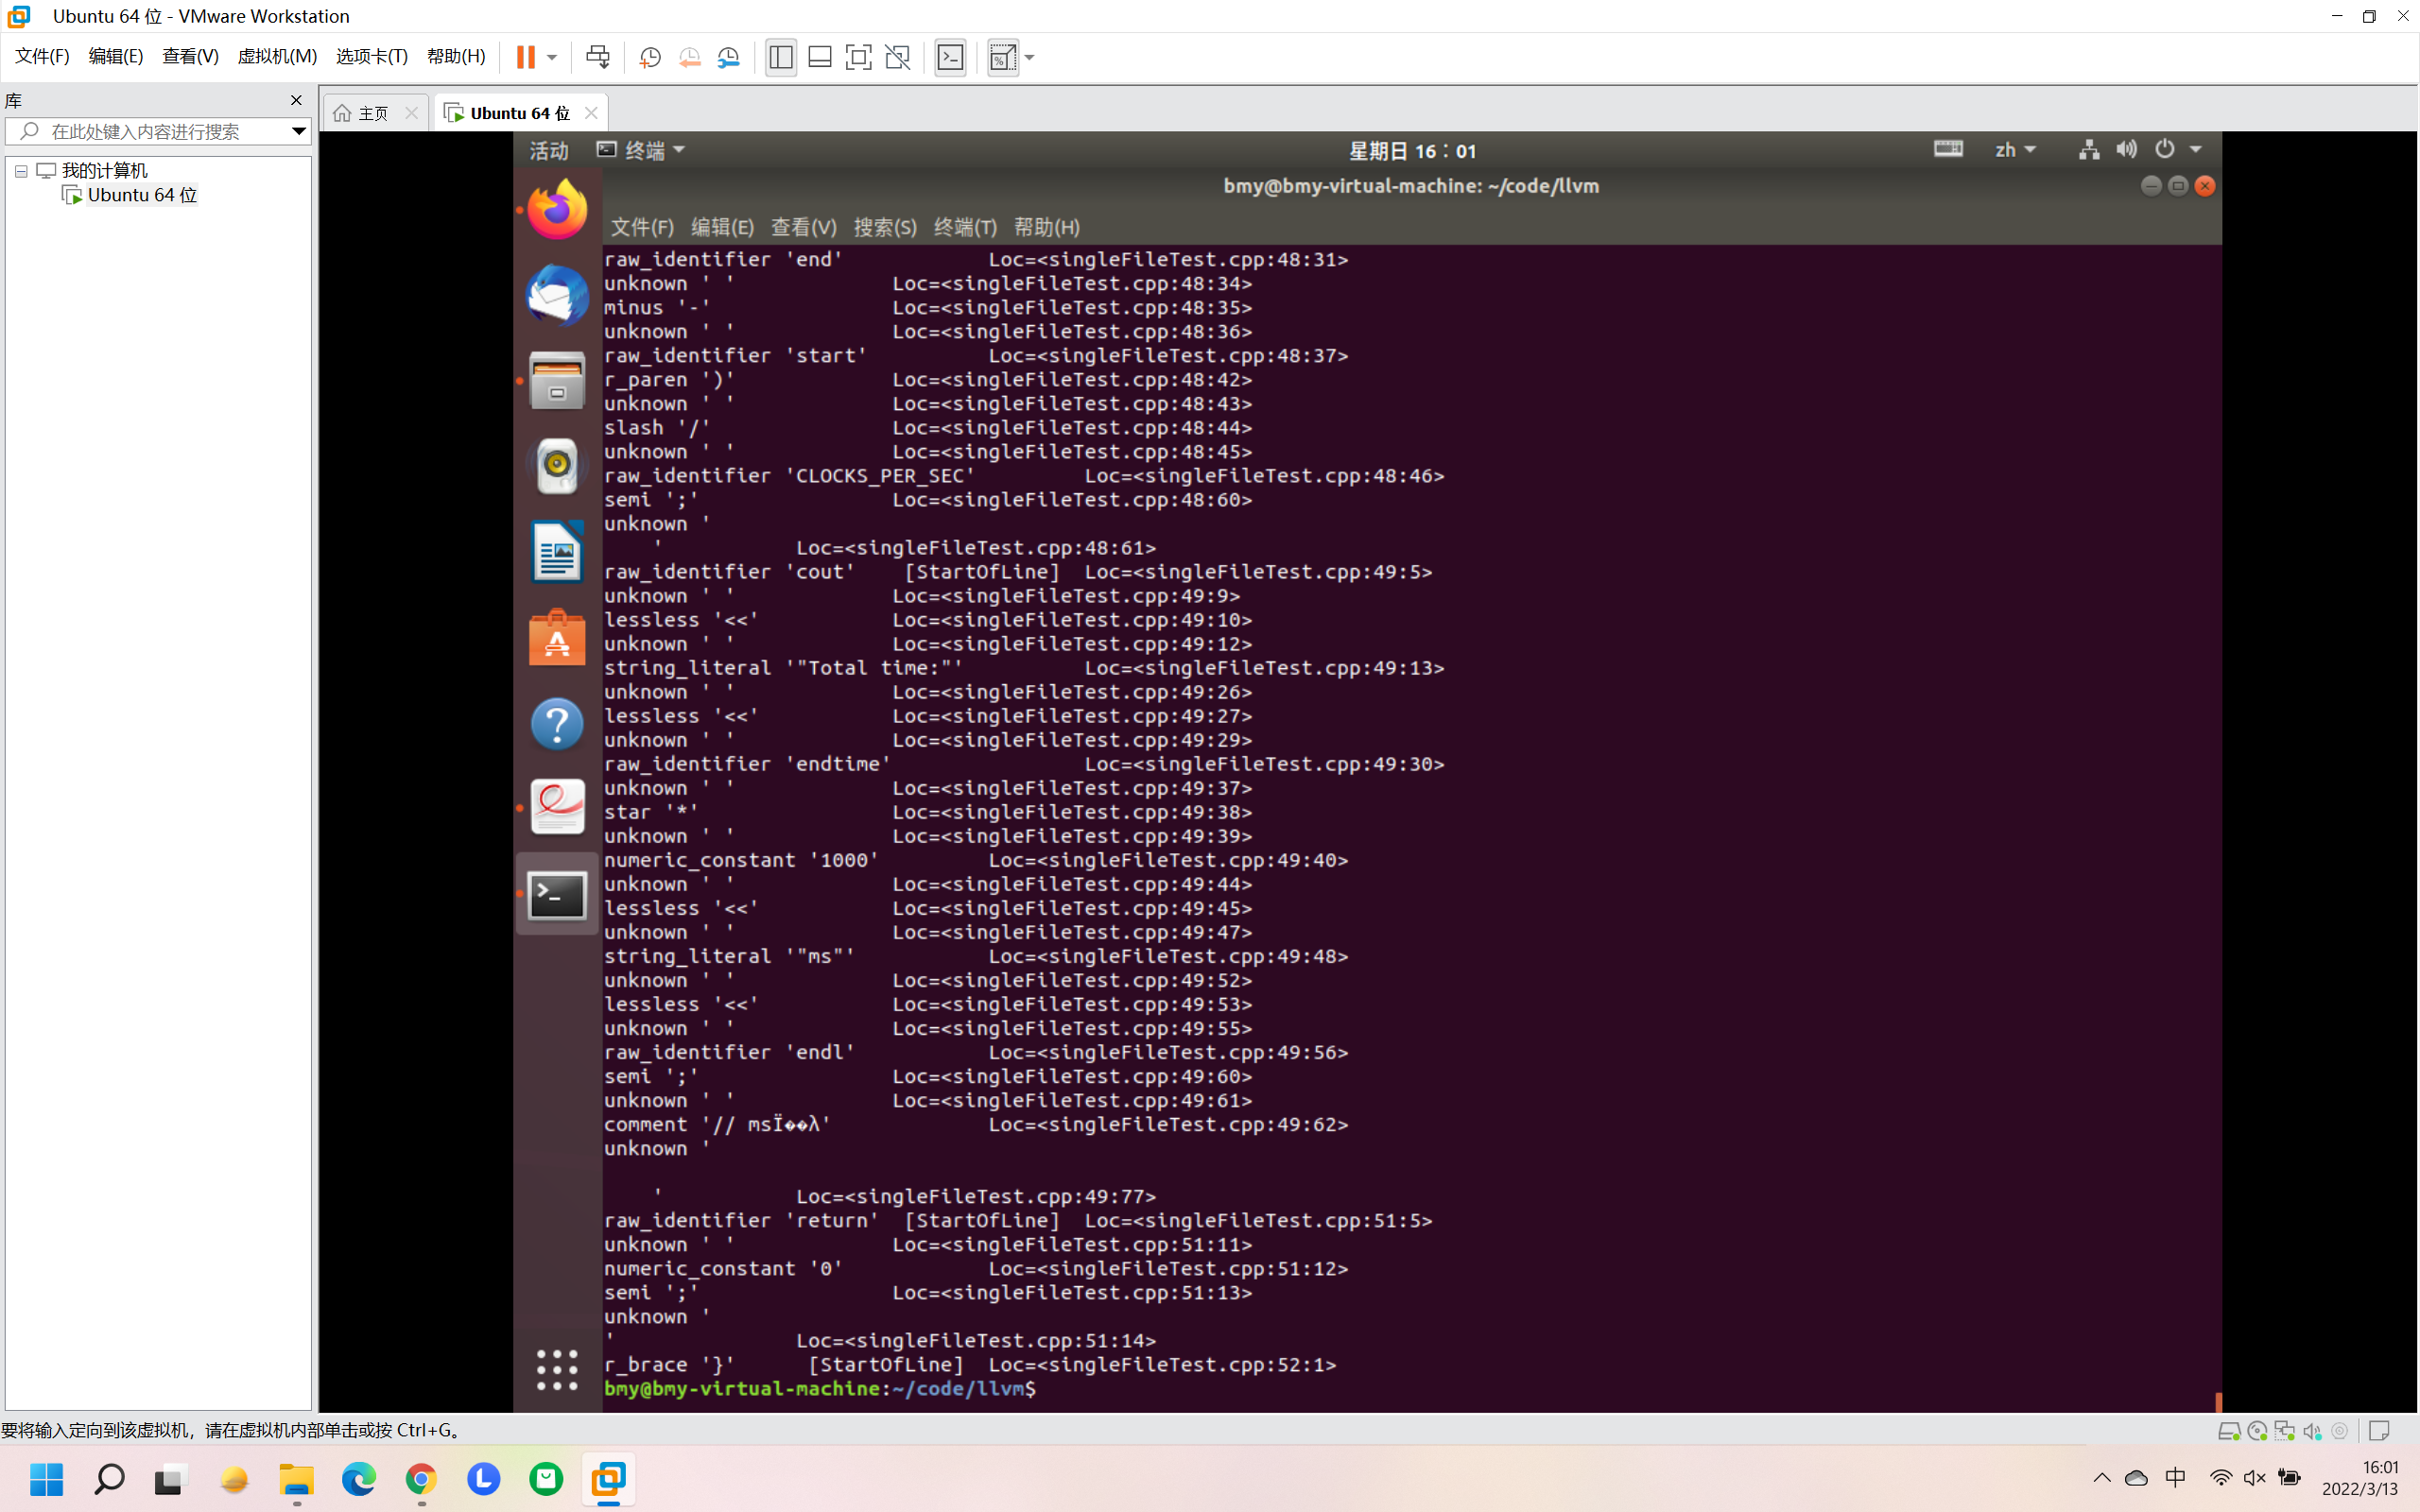 Ubuntu 64 位 - VMware Workstation
文件(F) 编辑(E) 查看(V) 虚拟机(M) 选项卡(T) 帮助(H)
库
在此处键入内容进行搜索
我的计算机
Ubuntu 64 位
主页
Ubuntu 64 位
活动 终端 星期日 16：01 zh
bmy@bmy-virtual-machine: ~/code/llvm
文件(F) 编辑(E) 查看(V) 搜索(S) 终端(T) 帮助(H)
raw_identifier 'end' Loc=<singleFileTest.cpp:48:31>
unknown ' ' Loc=<singleFileTest.cpp:48:34>
minus '-' Loc=<singleFileTest.cpp:48:35>
unknown ' ' Loc=<singleFileTest.cpp:48:36>
raw_identifier 'start' Loc=<singleFileTest.cpp:48:37>
r_paren ')' Loc=<singleFileTest.cpp:48:42>
unknown ' ' Loc=<singleFileTest.cpp:48:43>
slash '/' Loc=<singleFileTest.cpp:48:44>
unknown ' ' Loc=<singleFileTest.cpp:48:45>
raw_identifier 'CLOCKS_PER_SEC' Loc=<singleFileTest.cpp:48:46>
semi ';' Loc=<singleFileTest.cpp:48:60>
unknown '
' Loc=<singleFileTest.cpp:48:61>
raw_identifier 'cout' [StartOfLine] Loc=<singleFileTest.cpp:49:5>
unknown ' ' Loc=<singleFileTest.cpp:49:9>
lessless '<<' Loc=<singleFileTest.cpp:49:10>
unknown ' ' Loc=<singleFileTest.cpp:49:12>
string_literal '"Total time:"' Loc=<singleFileTest.cpp:49:13>
unknown ' ' Loc=<singleFileTest.cpp:49:26>
lessless '<<' Loc=<singleFileTest.cpp:49:27>
unknown ' ' Loc=<singleFileTest.cpp:49:29>
raw_identifier 'endtime' Loc=<singleFileTest.cpp:49:30>
unknown ' ' Loc=<singleFileTest.cpp:49:37>
star '*' Loc=<singleFileTest.cpp:49:38>
unknown ' ' Loc=<singleFileTest.cpp:49:39>
numeric_constant '1000' Loc=<singleFileTest.cpp:49:40>
unknown ' ' Loc=<singleFileTest.cpp:49:44>
lessless '<<' Loc=<singleFileTest.cpp:49:45>
unknown ' ' Loc=<singleFileTest.cpp:49:47>
string_literal '"ms"' Loc=<singleFileTest.cpp:49:48>
unknown ' ' Loc=<singleFileTest.cpp:49:52>
lessless '<<' Loc=<singleFileTest.cpp:49:53>
unknown ' ' Loc=<singleFileTest.cpp:49:55>
raw_identifier 'endl' Loc=<singleFileTest.cpp:49:56>
semi ';' Loc=<singleFileTest.cpp:49:60>
unknown ' ' Loc=<singleFileTest.cpp:49:61>
comment '// msÏ��λ' Loc=<singleFileTest.cpp:49:62>
unknown '
' Loc=<singleFileTest.cpp:49:77>
raw_identifier 'return' [StartOfLine] Loc=<singleFileTest.cpp:51:5>
unknown ' ' Loc=<singleFileTest.cpp:51:11>
numeric_constant '0' Loc=<singleFileTest.cpp:51:12>
semi ';' Loc=<singleFileTest.cpp:51:13>
unknown '
' Loc=<singleFileTest.cpp:51:14>
r_brace '}' [StartOfLine] Loc=<singleFileTest.cpp:52:1>
bmy@bmy-virtual-machine:~/code/llvm$
要将输入定向到该虚拟机，请在虚拟机内部单击或按 Ctrl+G。
中
16:01
2022/3/13